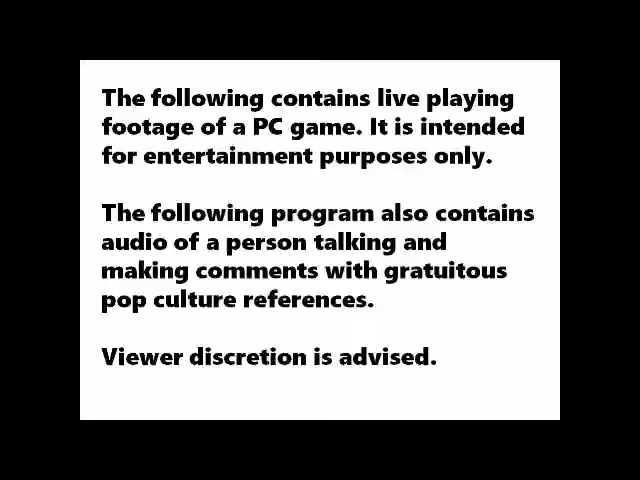 The following contains live playing
footage of a PC game. It is intended
for entertainment purposes only.
The following program also contains
audio of a person talking and
making comments with gratuitous
pop culture references.
Viewer discretion is advised.